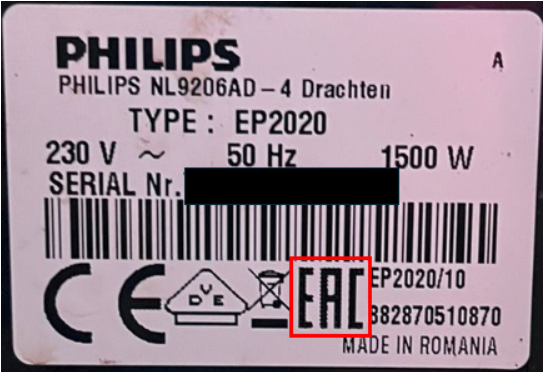 PHILIPS
A
PHILIPS NL9206AD – 4 Drachten
TYPE : EP2020
230 V ~ 50 Hz 1500 W
SERIAL Nr.
CE DVE EAC EP2020/10
882870510870
MADE IN ROMANIA